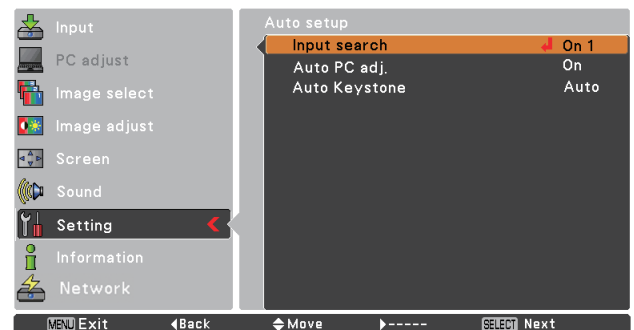 Input
PC adjust
Image select
Image adjust
Screen
Sound
Setting
Information
Network
Auto setup
Input search On 1
Auto PC adj. On
Auto Keystone Auto
MENU Exit Back Move ----- SELECT Next